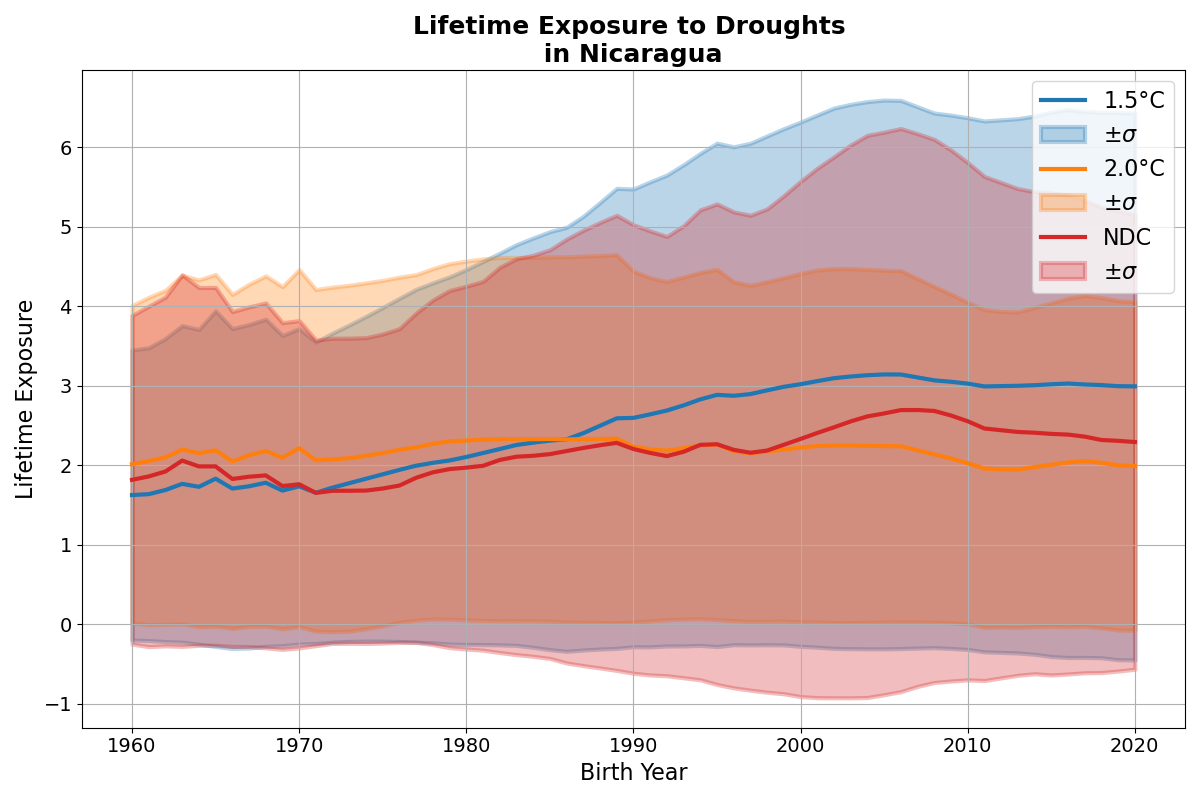 Lifetime Exposure to Droughts
in Nicaragua
Lifetime Exposure
6
5
4
3
2
1
0
−1
1.5°C
±σ
2.0°C
±σ
NDC
±σ
1960
1970
1980
1990
2000
2010
2020
Birth Year